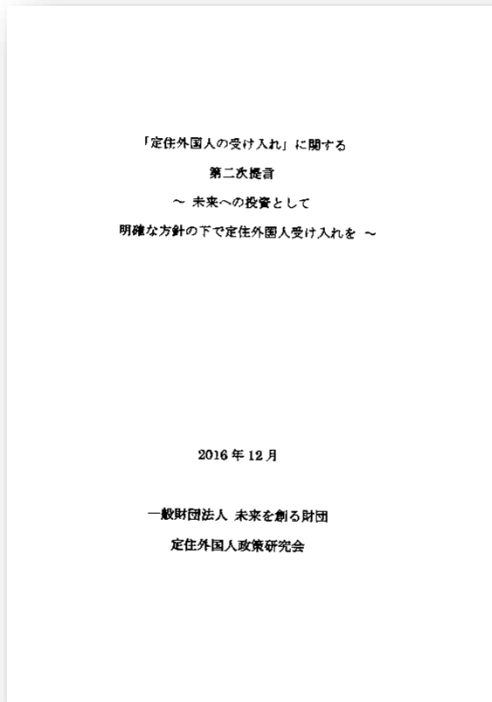 「定住外国人の受け入れ」に関する
第二次提言
～ 未来への投資として
明確な方針の下で定住外国人受け入れを ～
2016年12月
一般財団法人 未来を創る財団
定住外国人政策研究会